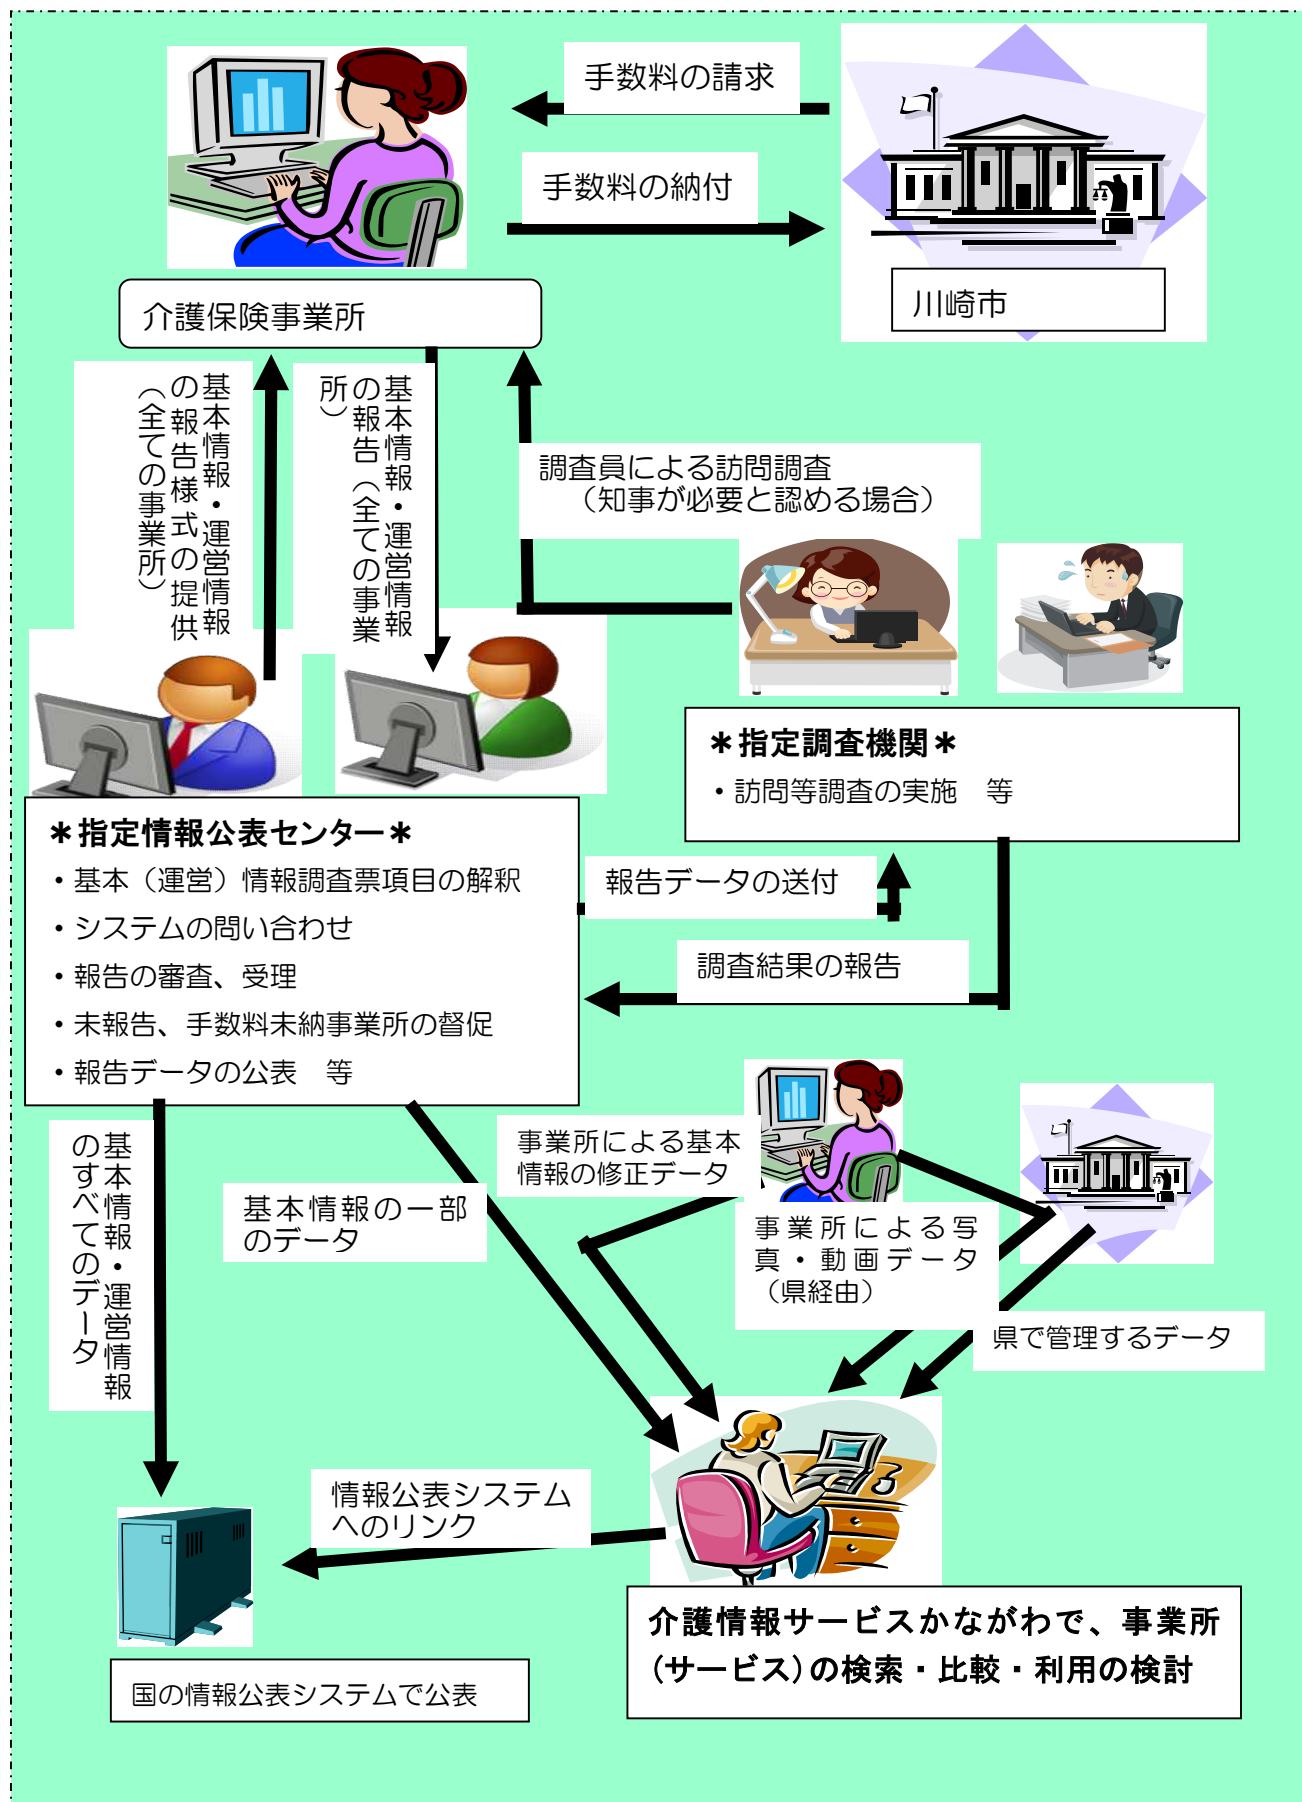 手数料の請求
手数料の納付
介護保険事業所
川崎市
基本情報・運営情報
の報告様式の提供
（全ての事業所）
基本情報・運営情報
の報告（全ての事業
所）
調査員による訪問調査
（知事が必要と認める場合）
＊指定調査機関＊
・訪問等調査の実施　等
＊指定情報公表センター＊
・基本（運営）情報調査票項目の解釈
・システムの問い合わせ
・報告の審査、受理
・未報告、手数料未納事業所の督促
・報告データの公表　等
報告データの送付
調査結果の報告
基本情報・運営情報
のすべてのデータ
基本情報の一部
のデータ
事業所による基本
情報の修正データ
事業所による写
真・動画データ
（県経由）
県で管理するデータ
情報公表システム
へのリンク
国の情報公表システムで公表
介護情報サービスかながわで、事業所
(サービス)の検索・比較・利用の検討